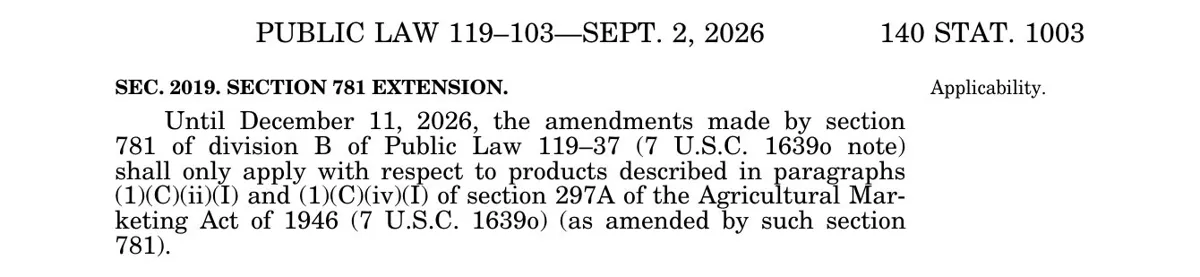 PUBLIC LAW 119–103—SEPT. 2, 2026 140 STAT. 1003
SEC. 2019. SECTION 781 EXTENSION. Applicability.
Until December 11, 2026, the amendments made by section
781 of division B of Public Law 119–37 (7 U.S.C. 1639o note)
shall only apply with respect to products described in paragraphs
(1)(C)(ii)(I) and (1)(C)(iv)(I) of section 297A of the Agricultural Mar-
keting Act of 1946 (7 U.S.C. 1639o) (as amended by such section
781).